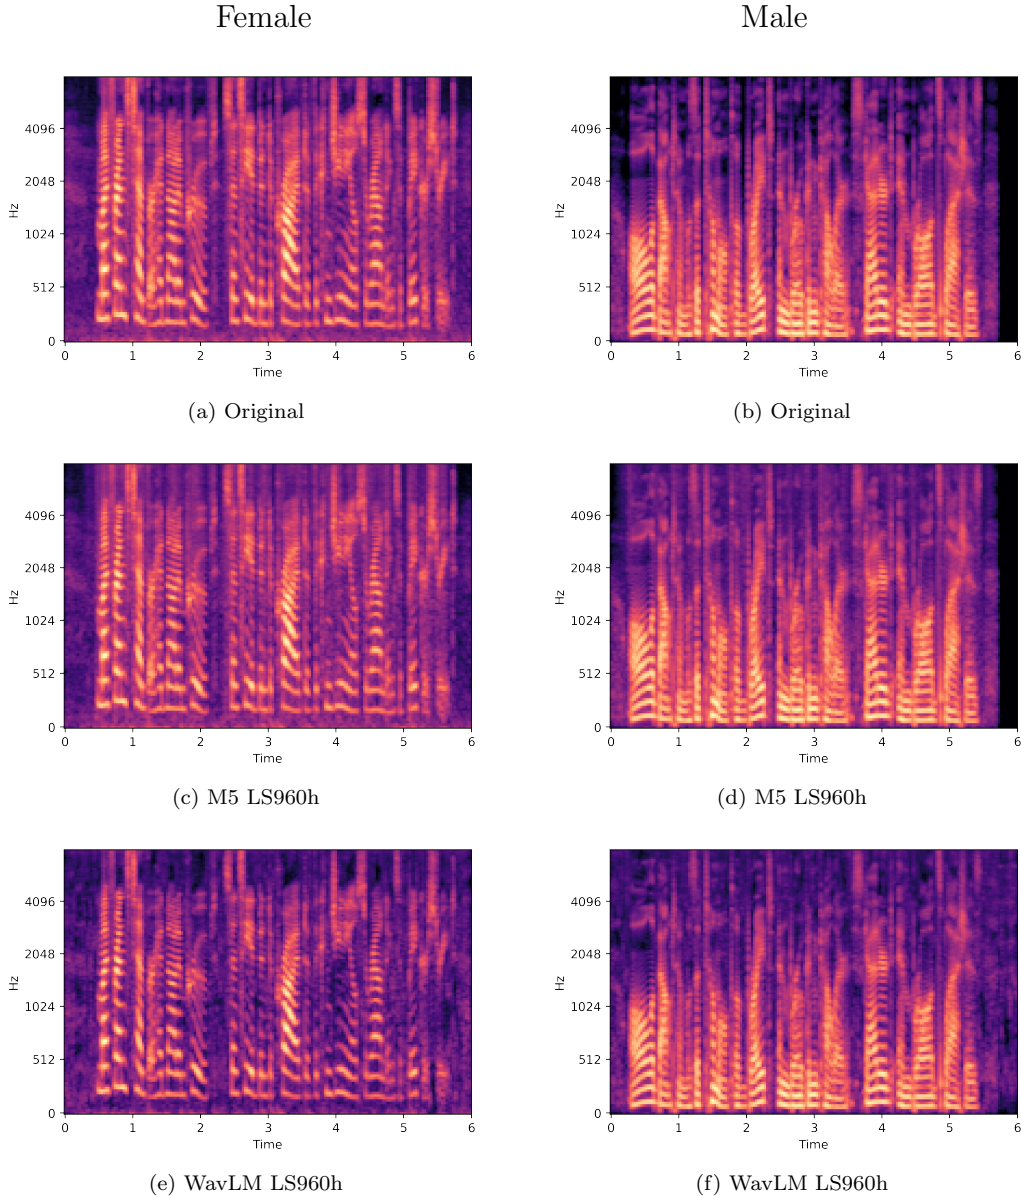 Female Male
4096 4096
2048 2048
Hz Hz
1024 1024
512 512
0 0
0 1 2 3 4 5 6 0 1 2 3 4 5 6
Time Time
(a) Original (b) Original
4096 4096
2048 2048
Hz Hz
1024 1024
512 512
0 0
0 1 2 3 4 5 6 0 1 2 3 4 5 6
Time Time
(c) M5 LS960h (d) M5 LS960h
4096 4096
2048 2048
Hz Hz
1024 1024
512 512
0 0
0 1 2 3 4 5 6 0 1 2 3 4 5 6
Time Time
(e) WavLM LS960h (f) WavLM LS960h